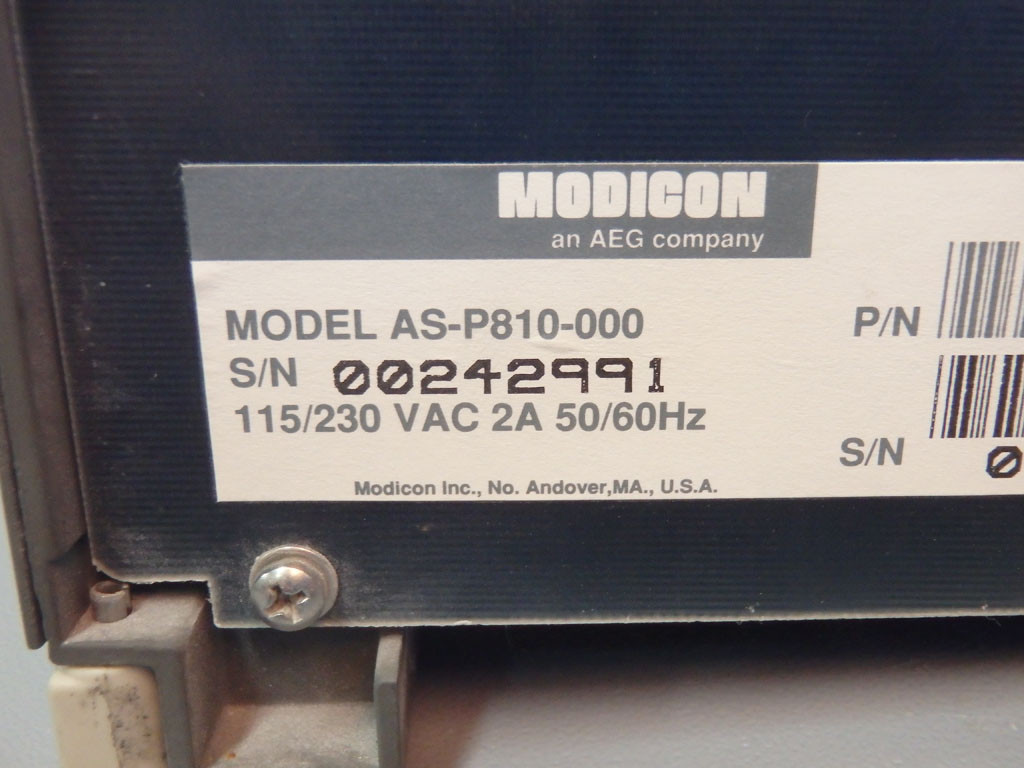 MODICON
an AEG company
MODEL AS-P810-000
S/N 00242991
115/230 VAC 2A 50/60Hz
Modicon Inc., No. Andover,MA., U.S.A.
P/N
S/N 0